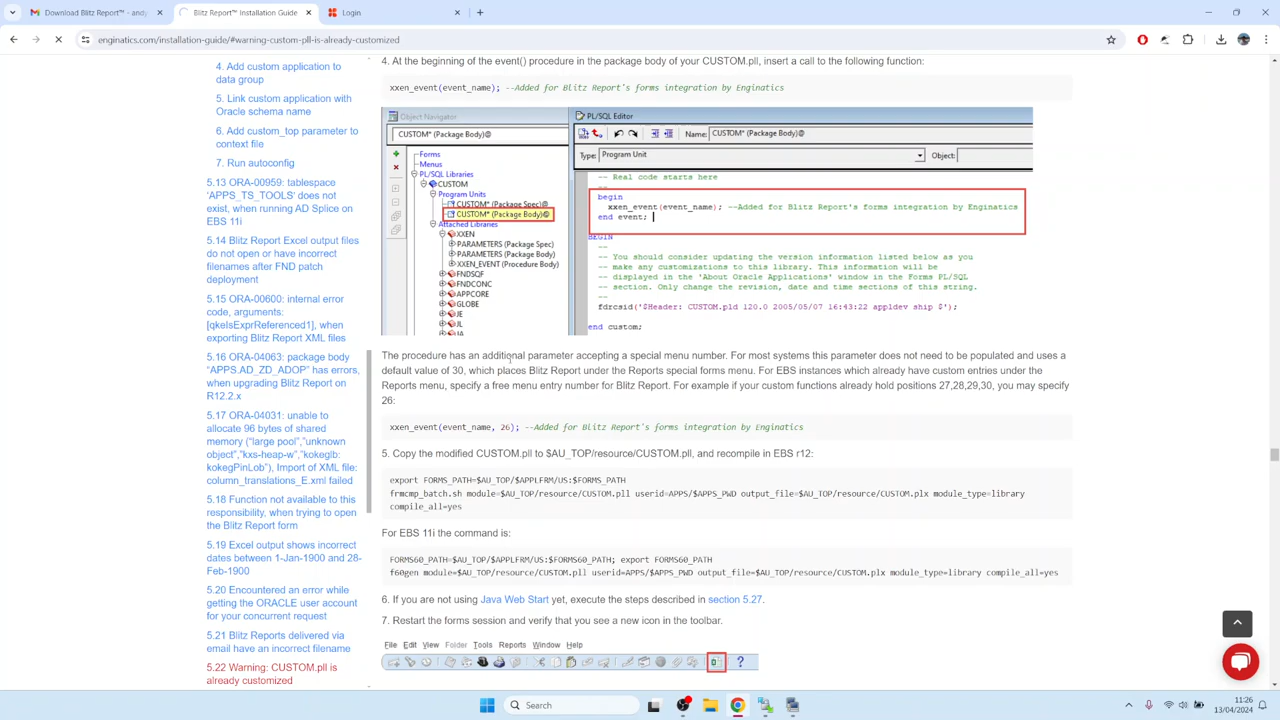 Download Blitz Report™ - andy
Blitz Report™ Installation Guide
Login
enginatics.com/installation-guide/#warning-custom-pll-is-already-customized
4. Add custom application to
data group
5. Link custom application with
Oracle schema name
6. Add custom_top parameter to
context file
7. Run autoconfig
5.13 ORA-00959: tablespace
'APPS_TS_TOOLS' does not
exist, when running AD Splice on
EBS 11i
5.14 Blitz Report Excel output files
do not open or have incorrect
filenames after FND patch
deployment
5.15 ORA-00600: internal error
code, arguments:
[qkeIsExprReferenced1], when
exporting Blitz Report XML files
5.16 ORA-04063: package body
“APPS.AD_ZD_ADOP” has errors,
when upgrading Blitz Report on
R12.2.x
5.17 ORA-04031: unable to
allocate 96 bytes of shared
memory (“large pool”,”unknown
object”,”kxs-heap-w”,”kokeglb:
kokegPinLob”), Import of XML file:
column_translations_E.xml failed
5.18 Function not available to this
responsibility, when trying to open
the Blitz Report form
5.19 Excel output shows incorrect
dates between 1-Jan-1900 and 28-
Feb-1900
5.20 Encountered an error while
getting the ORACLE user account
for your concurrent request
5.21 Blitz Reports delivered via
email have an incorrect filename
5.22 Warning: CUSTOM.pll is
already customized
4. At the beginning of the event() procedure in the package body of your CUSTOM.pll, insert a call to the following function:
xxen_event(event_name); --Added for Blitz Report's forms integration by Enginatics
Object Navigator
CUSTOM* (Package Body)@
Forms
Menus
PL/SQL Libraries
CUSTOM
Program Units
CUSTOM* (Package Spec)@
CUSTOM* (Package Body)@
Attached Libraries
XXEN
PARAMETERS (Package Spec)
PARAMETERS (Package Body)
XXEN_EVENT (Procedure Body)
FNDSQF
FNDCONC
APPCORE
GLOBE
JE
JL
JA
PL/SQL Editor
Name: CUSTOM* (Package Body)@
Type: Program Unit Object:
-- Real code starts here
--
begin
xxen_event(event_name); --Added for Blitz Report's forms integration by Enginatics
end event;
BEGIN
--
-- You should consider updating the version information listed below as you
-- make any customizations to this library. This information will be
-- displayed in the 'About Oracle Applications' window in the Forms PL/SQL
-- section. Only change the revision, date and time sections of this string.
--
fdrcsid('$Header: CUSTOM.pld 120.0 2005/05/07 16:43:22 appldev ship $');
end custom;
The procedure has an additional parameter accepting a special menu number. For most systems this parameter does not need to be populated and uses a
default value of 30, which places Blitz Report under the Reports special forms menu. For EBS instances which already have custom entries under the
Reports menu, specify a free menu entry number for Blitz Report. For example if your custom functions already hold positions 27,28,29,30, you may specify
26:
xxen_event(event_name, 26); --Added for Blitz Report's forms integration by Enginatics
5. Copy the modified CUSTOM.pll to $AU_TOP/resource/CUSTOM.pll, and recompile in EBS r12:
export FORMS_PATH=$AU_TOP/$APPLFRM/US:$FORMS_PATH
frmcmp_batch.sh module=$AU_TOP/resource/CUSTOM.pll userid=APPS/$APPS_PWD output_file=$AU_TOP/resource/CUSTOM.plx module_type=library
compile_all=yes
For EBS 11i the command is:
FORMS60_PATH=$AU_TOP/$APPLFRM/US:$FORMS60_PATH; export FORMS60_PATH
f60gen module=$AU_TOP/resource/CUSTOM.pll userid=APPS/$APPS_PWD output_file=$AU_TOP/resource/CUSTOM.plx module_type=library compile_all=yes
6. If you are not using Java Web Start yet, execute the steps described in section 5.27.
7. Restart the forms session and verify that you see a new icon in the toolbar.
File Edit View Folder Tools Reports Window Help
Search
11:26
13/04/2024